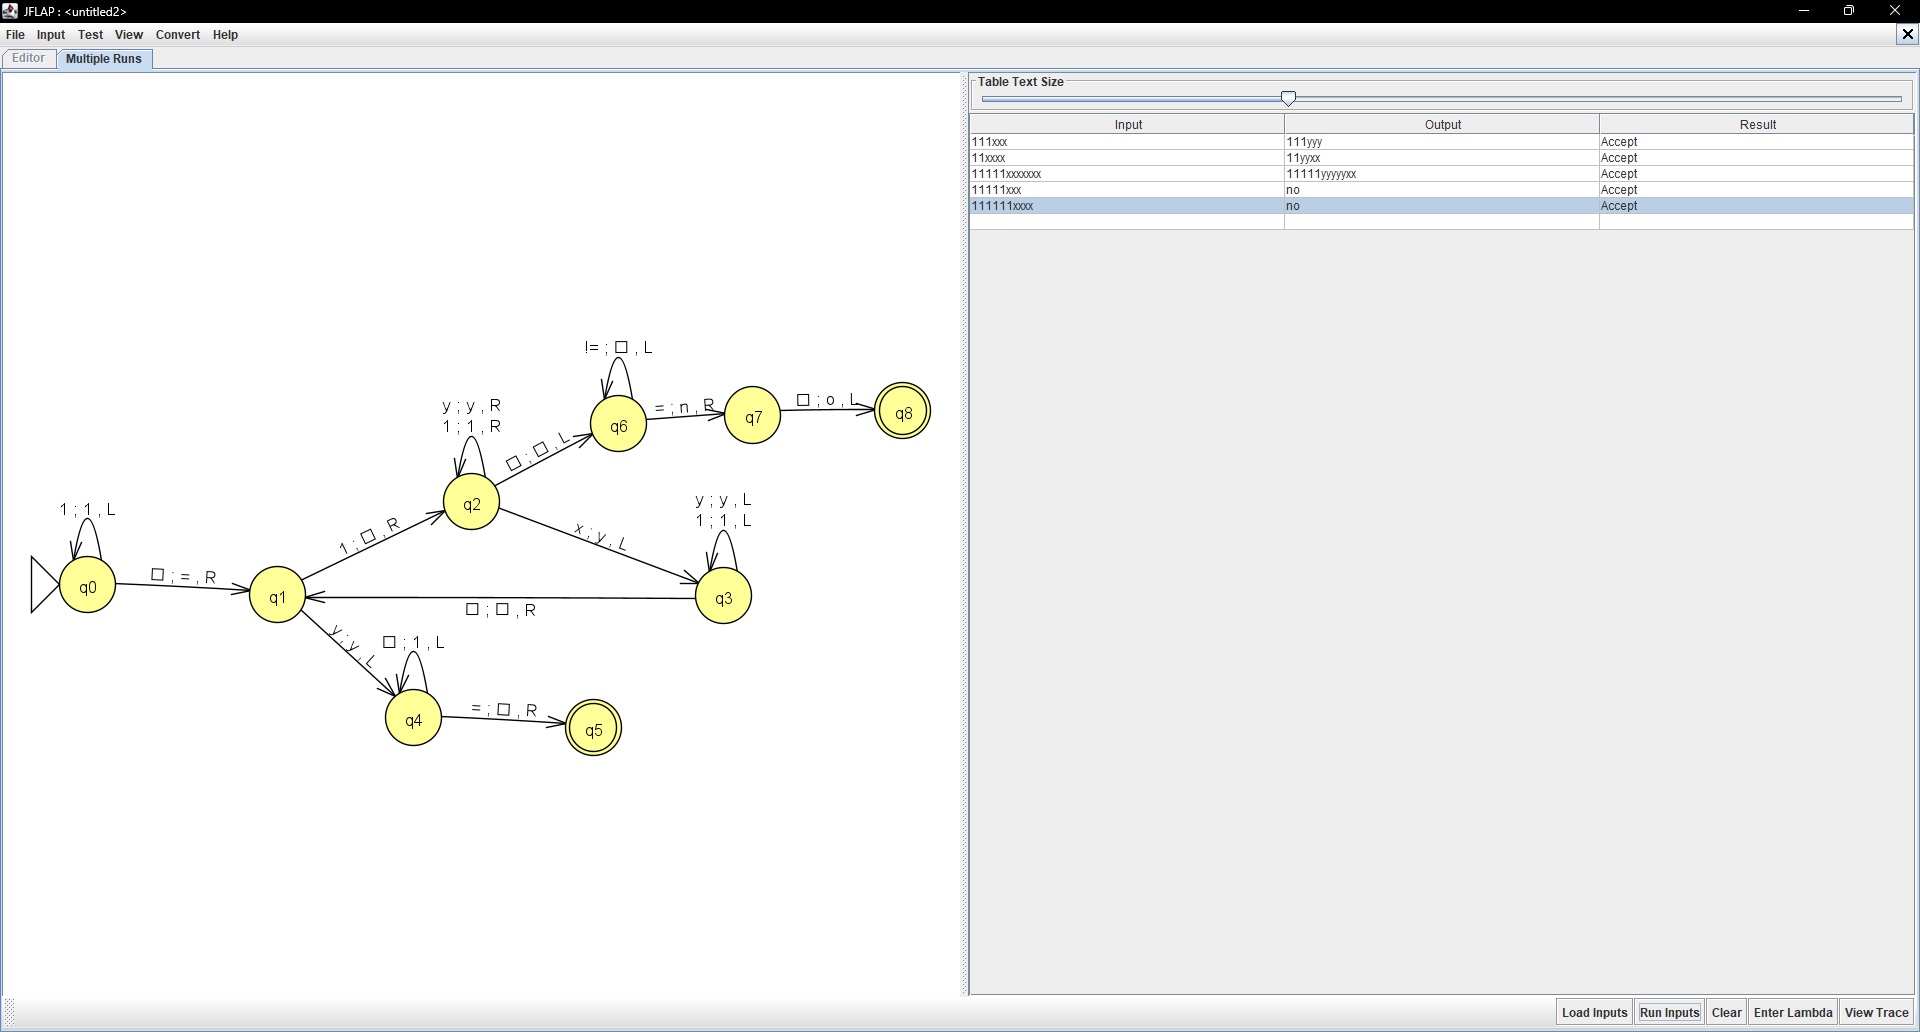 JFLAP : <untitled2>
File Input Test View Convert Help
Editor Multiple Runs
Table Text Size
Input Output Result
111xxx 111yyy Accept
11xxxx 11yyxx Accept
11111xxxxxxx 11111yyyyyxx Accept
11111xxx no Accept
111111xxxx no Accept
!= ; □ , L
y ; y , R
1 ; 1 , R
= ; n , R
□ ; o , L
q6
q7
q8
□ ; □ , L
q2
y ; y , L
1 ; 1 , L
1 ; 1 , L
1 ; □ , R
x ; y , L
q0
□ ; = , R
q1
q3
□ ; □ , R
y ; y , L
□ ; 1 , L
q4
= ; □ , R
q5
Load Inputs Run Inputs Clear Enter Lambda View Trace